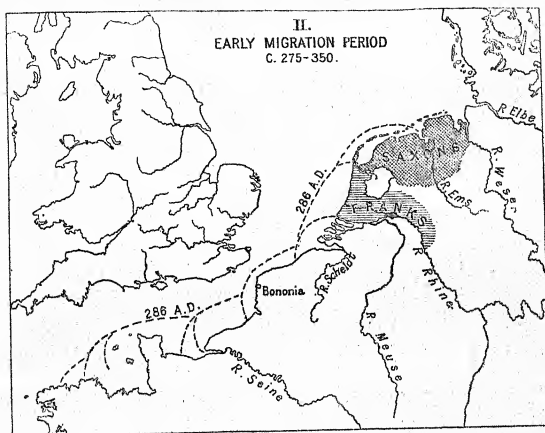 II.
EARLY MIGRATION PERIOD
C. 275-350.
R Elbe
SAXONS
R. Weser
286 A.D.
R Ems
FRANKS
R. Scheldt
R Rhine
Bononia
286 A.D.
R. Meuse
R. Seine